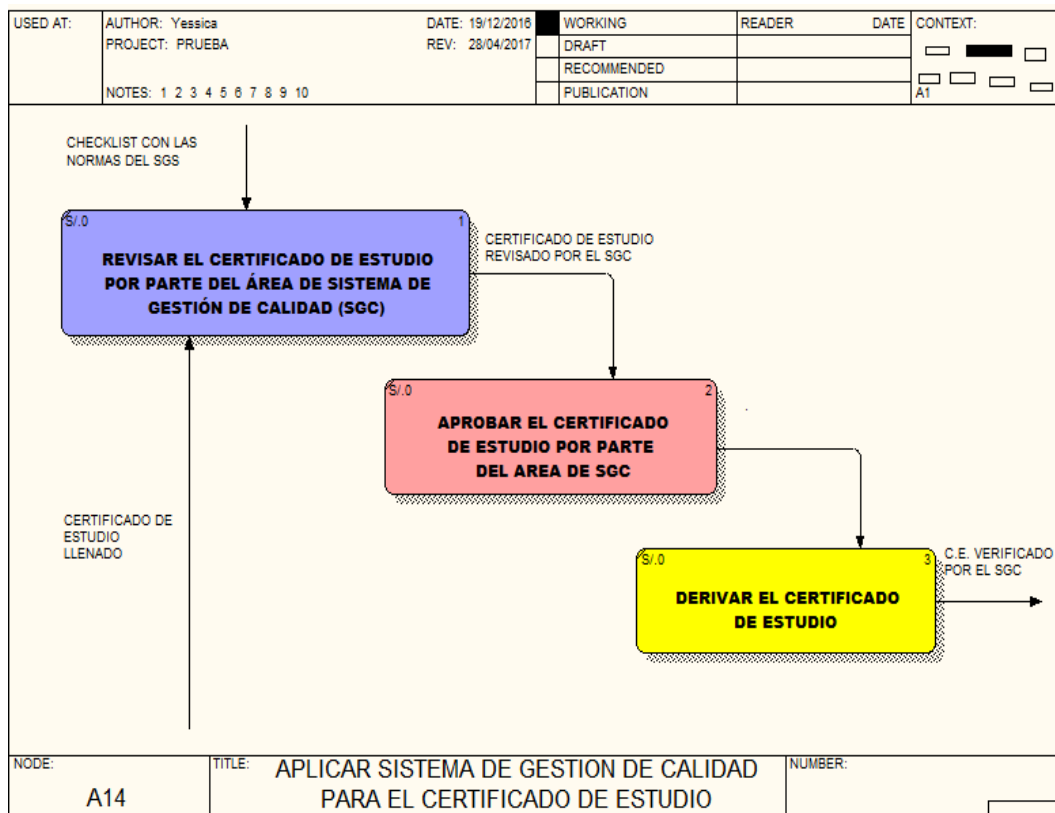 USED AT:
AUTHOR: Yessica
DATE: 19/12/2016
WORKING
READER
DATE
CONTEXT:
PROJECT: PRUEBA
REV: 28/04/2017
DRAFT
RECOMMENDED
NOTES: 1 2 3 4 5 6 7 8 9 10
PUBLICATION
A1
CHECKLIST CON LAS
NORMAS DEL SGS
S/.0
1
REVISAR EL CERTIFICADO DE ESTUDIO
POR PARTE DEL ÁREA DE SISTEMA DE
GESTIÓN DE CALIDAD (SGC)
CERTIFICADO DE ESTUDIO
REVISADO POR EL SGC
S/.0
2
APROBAR EL CERTIFICADO
DE ESTUDIO POR PARTE
DEL AREA DE SGC
CERTIFICADO DE
ESTUDIO
LLENADO
S/.0
3
DERIVAR EL CERTIFICADO
DE ESTUDIO
C.E. VERIFICADO
POR EL SGC
NODE:
A14
TITLE:
APLICAR SISTEMA DE GESTION DE CALIDAD
PARA EL CERTIFICADO DE ESTUDIO
NUMBER: